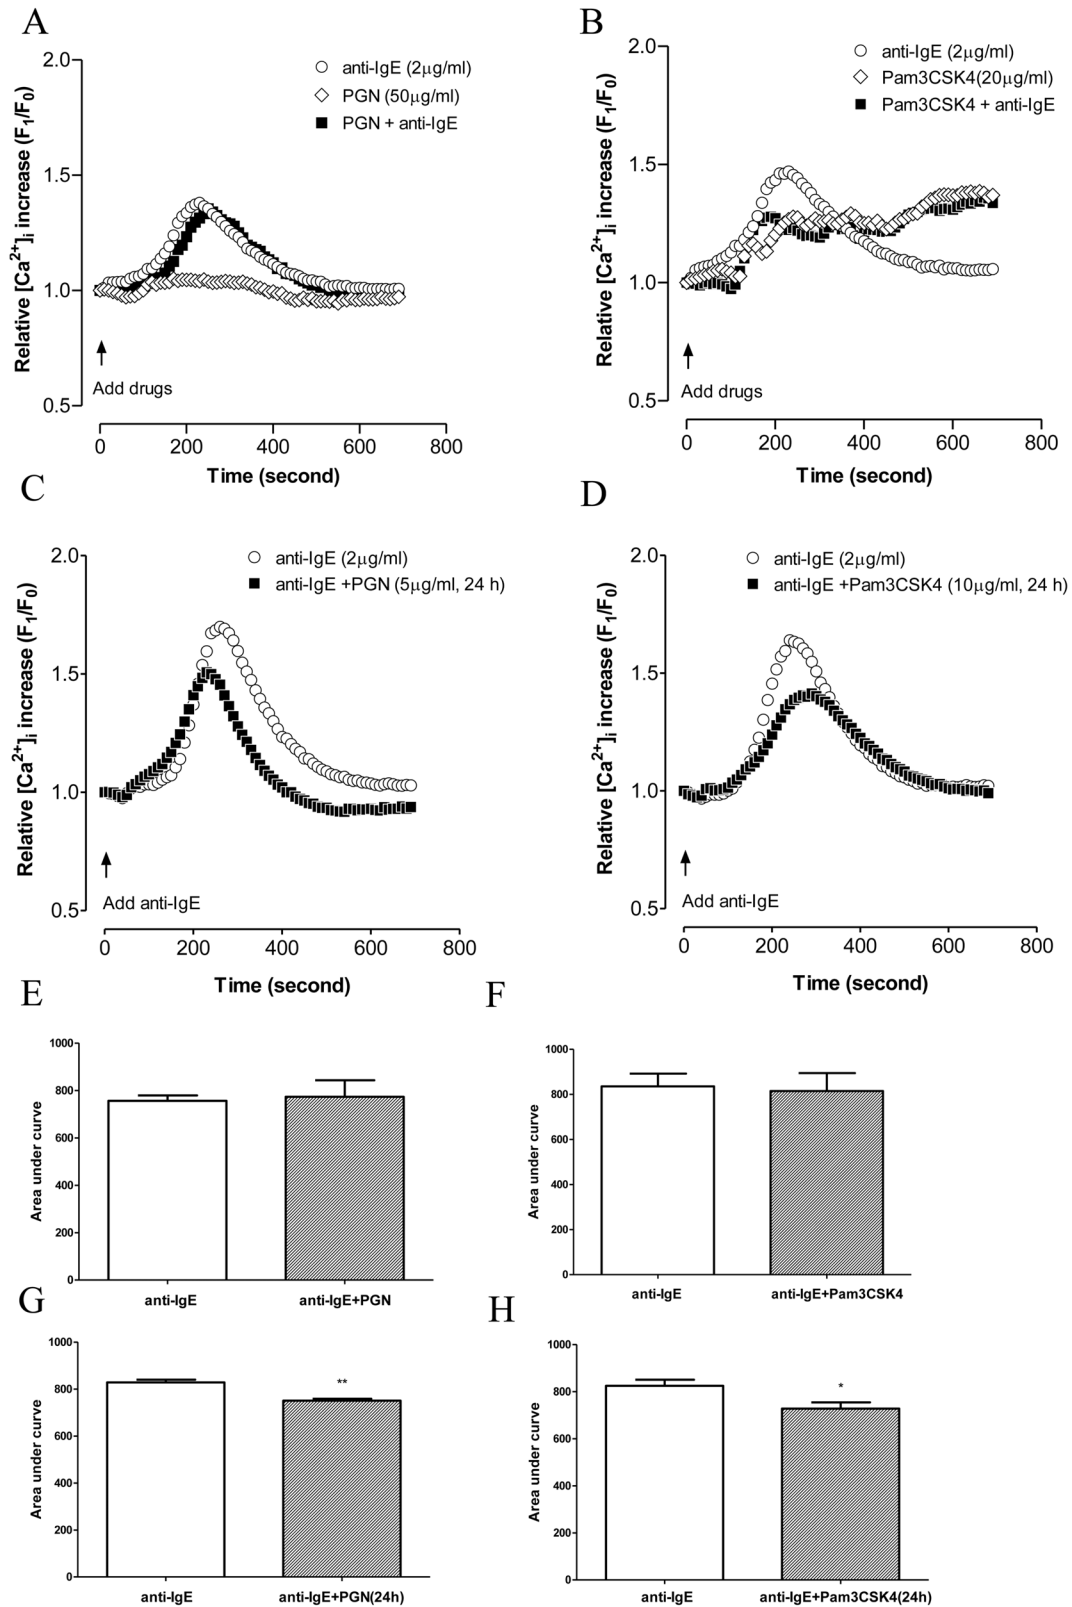 A
2.0
1.5
1.0
0.5
Relative [Ca2+]i increase (F1/F0)
anti-IgE (2μg/ml)
PGN (50μg/ml)
PGN + anti-IgE
Add drugs
0 200 400 600 800
Time (second)
B
2.0
1.5
1.0
0.5
Relative [Ca2+]i increase (F1/F0)
anti-IgE (2μg/ml)
Pam3CSK4(20μg/ml)
Pam3CSK4 + anti-IgE
Add drugs
0 200 400 600 800
Time (second)
C
2.0
1.5
1.0
0.5
Relative [Ca2+]i increase (F1/F0)
anti-IgE (2μg/ml)
anti-IgE +PGN (5μg/ml, 24 h)
Add anti-IgE
0 200 400 600 800
Time (second)
D
2.0
1.5
1.0
0.5
Relative [Ca2+]i increase (F1/F0)
anti-IgE (2μg/ml)
anti-IgE +Pam3CSK4 (10μg/ml, 24 h)
Add anti-IgE
0 200 400 600 800
Time (second)
E
1000
800
600
400
200
0
Area under curve
anti-IgE anti-IgE+PGN
F
1000
800
600
400
200
0
Area under curve
anti-IgE anti-IgE+Pam3CSK4
G
1000
800
600
400
200
0
Area under curve
**
anti-IgE anti-IgE+PGN(24h)
H
1000
800
600
400
200
0
Area under curve
*
anti-IgE anti-IgE+Pam3CSK4(24h)